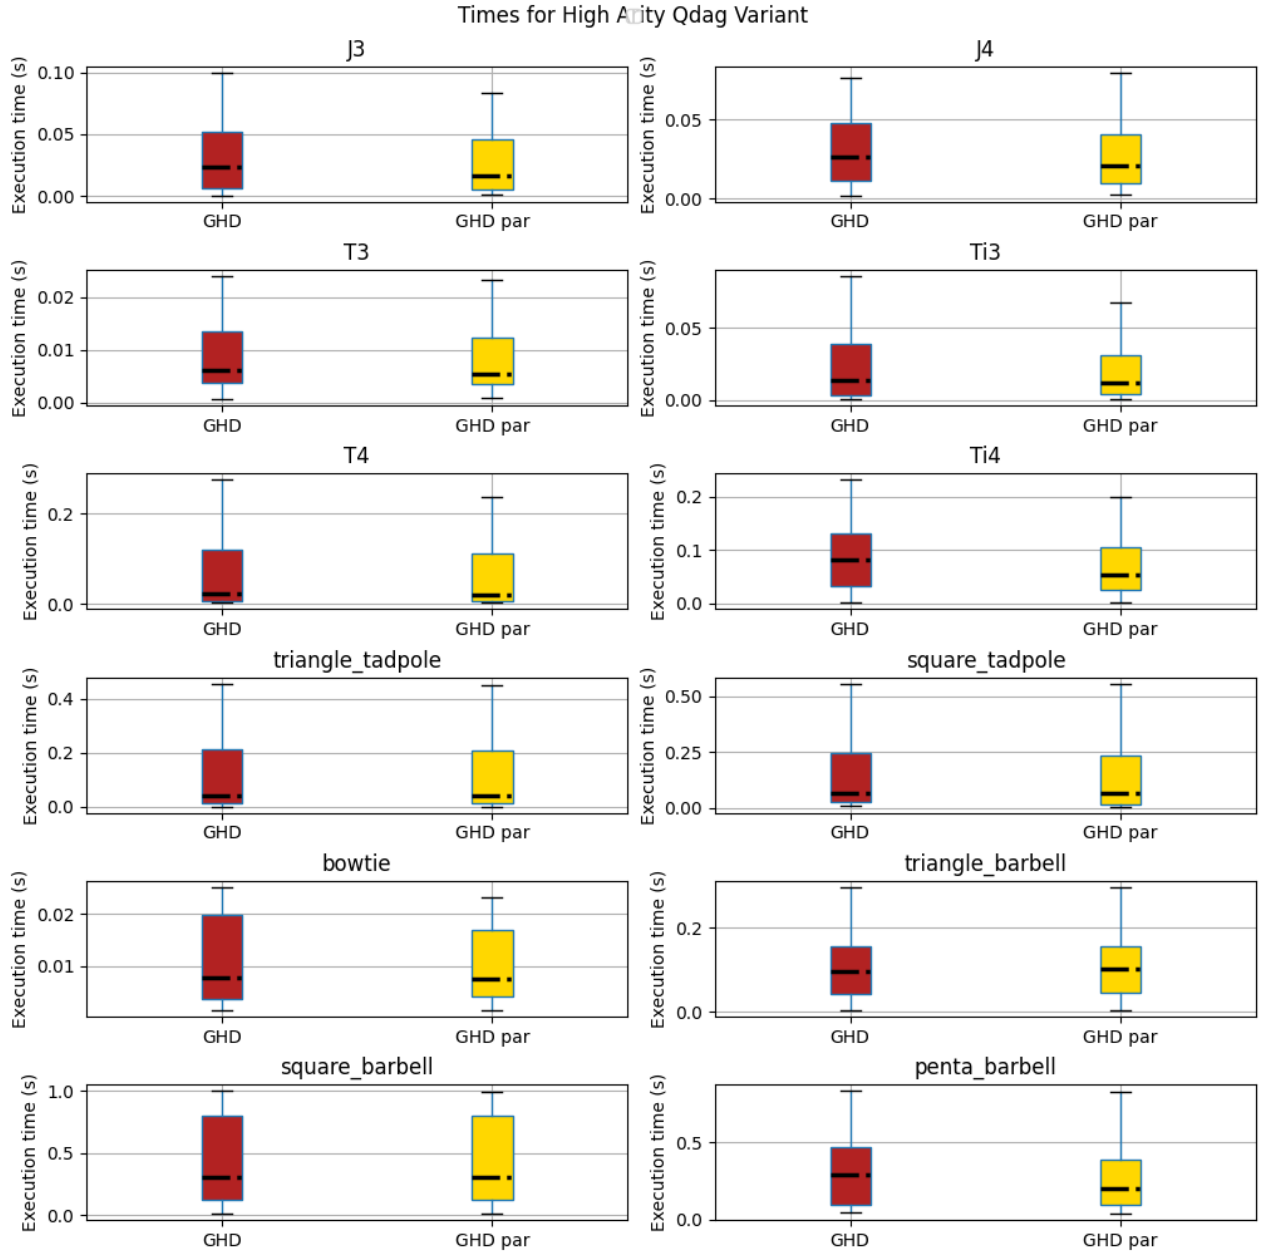 Times for High Arity Qdag Variant
J3
J4
Execution time (s)
0.10
0.05
0.00
GHD
GHD par
Execution time (s)
0.05
0.00
GHD
GHD par
T3
Ti3
Execution time (s)
0.02
0.01
0.00
GHD
GHD par
Execution time (s)
0.05
0.00
GHD
GHD par
T4
Ti4
Execution time (s)
0.2
0.0
GHD
GHD par
Execution time (s)
0.2
0.1
0.0
GHD
GHD par
triangle_tadpole
square_tadpole
Execution time (s)
0.4
0.2
0.0
GHD
GHD par
Execution time (s)
0.50
0.25
0.00
GHD
GHD par
bowtie
triangle_barbell
Execution time (s)
0.02
0.01
GHD
GHD par
Execution time (s)
0.2
0.0
GHD
GHD par
square_barbell
penta_barbell
Execution time (s)
1.0
0.5
0.0
GHD
GHD par
Execution time (s)
0.5
0.0
GHD
GHD par